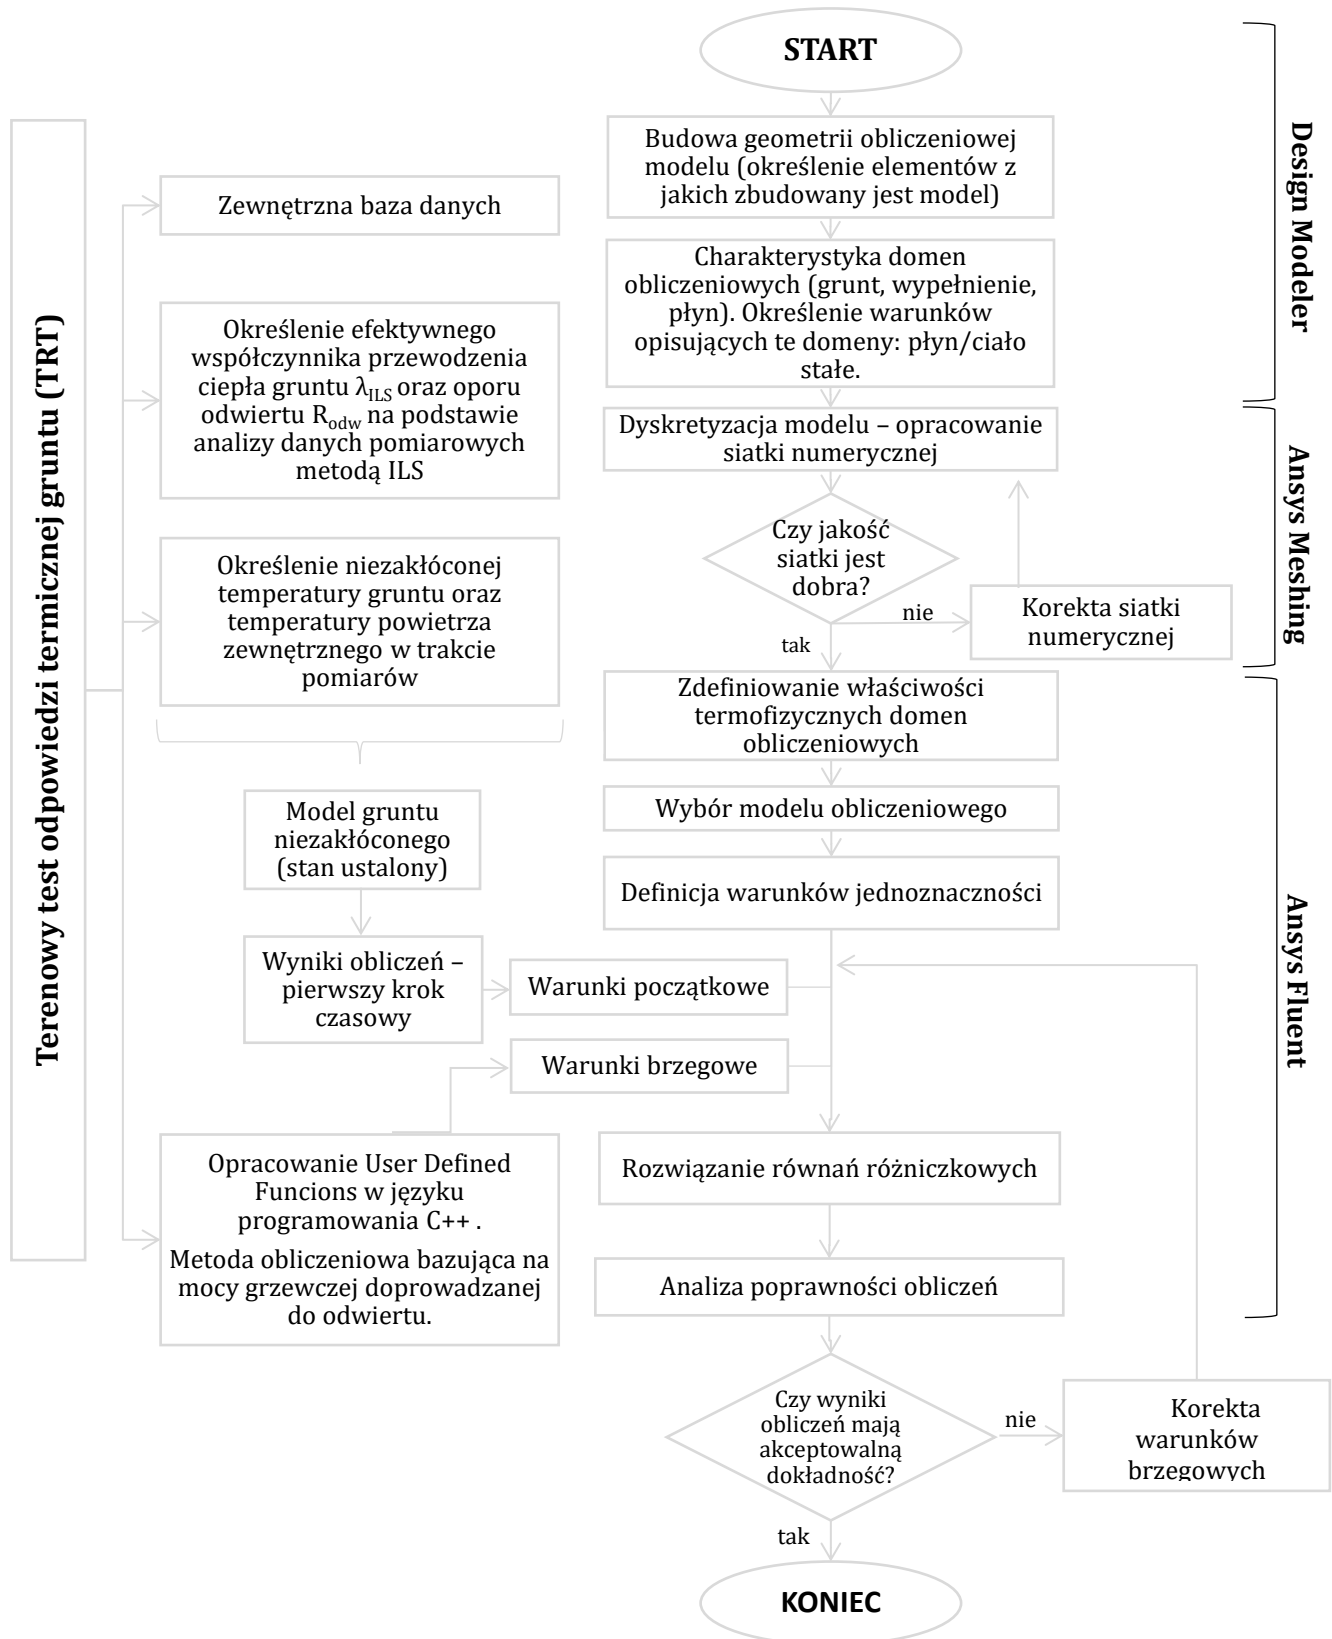 START
Budowa geometrii obliczeniowej
modelu (określenie elementów z
jakich zbudowany jest model)
Charakterystyka domen
obliczeniowych (grunt, wypełnienie,
płyn). Określenie warunków
opisujących te domeny: płyn/ciało
stałe.
Design Modeler
Dyskretyzacja modelu – opracowanie
siatki numerycznej
Czy jakość
siatki jest
dobra?
nie
Korekta siatki
numerycznej
tak
Ansys Meshing
Zdefiniowanie właściwości
termofizycznych domen
obliczeniowych
Wybór modelu obliczeniowego
Definicja warunków jednoznaczności
Ansys Fluent
Terenowy test odpowiedzi termicznej gruntu (TRT)
Zewnętrzna baza danych
Określenie efektywnego
współczynnika przewodzenia
ciepła gruntu λILS oraz oporu
odwiertu Rodw na podstawie
analizy danych pomiarowych
metodą ILS
Określenie niezakłóconej
temperatury gruntu oraz
temperatury powietrza
zewnętrznego w trakcie
pomiarów
Model gruntu
niezakłóconego
(stan ustalony)
Wyniki obliczeń –
pierwszy krok
czasowy
Warunki początkowe
Warunki brzegowe
Opracowanie User Defined
Funcions w języku
programowania C++ .
Metoda obliczeniowa bazująca na
mocy grzewczej doprowadzanej
do odwiertu.
Rozwiązanie równań różniczkowych
Analiza poprawności obliczeń
Czy wyniki
obliczeń mają
akceptowalną
dokładność?
nie
Korekta
warunków
brzegowych
tak
KONIEC